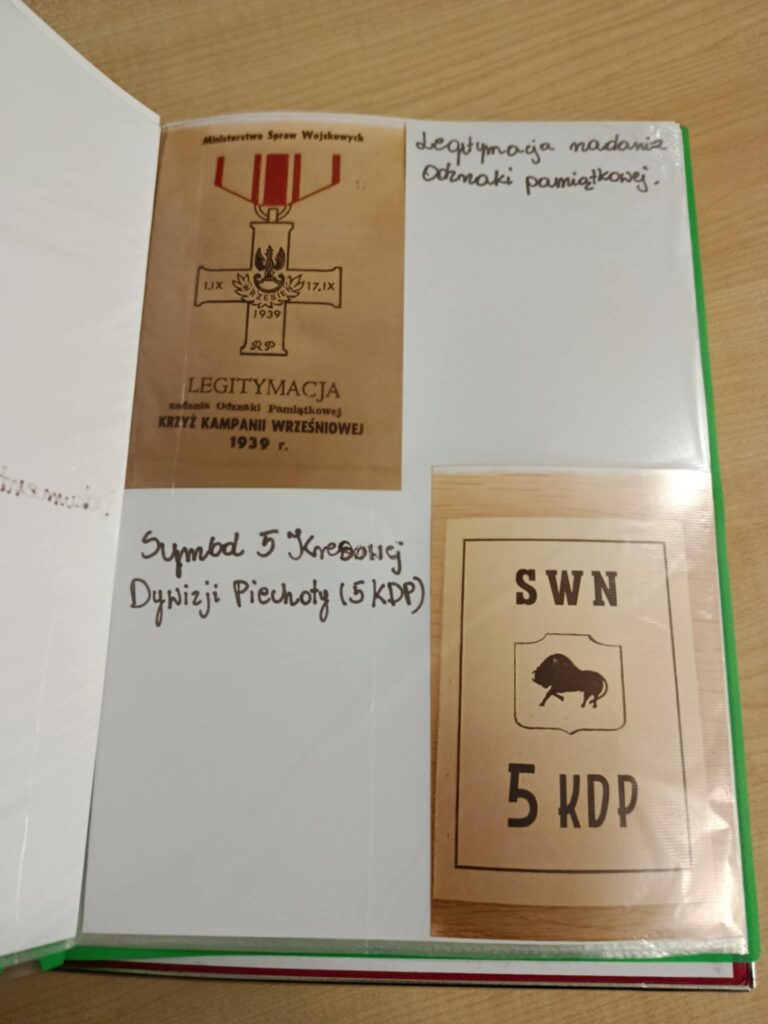 Ministerstwo Spraw Wojskowych
1.IX
17.IX
WRZESIEŃ
1939
RP
LEGITYMACJA
nadania Odznaki Pamiątkowej
KRZYŻ KAMPANII WRZEŚNIOWEJ
1939 r.
Legitymacja nadania
Odznaki pamiątkowej.
Symbol 5 Kresowej
Dywizji Piechoty (5 KDP)
SWN
5 KDP